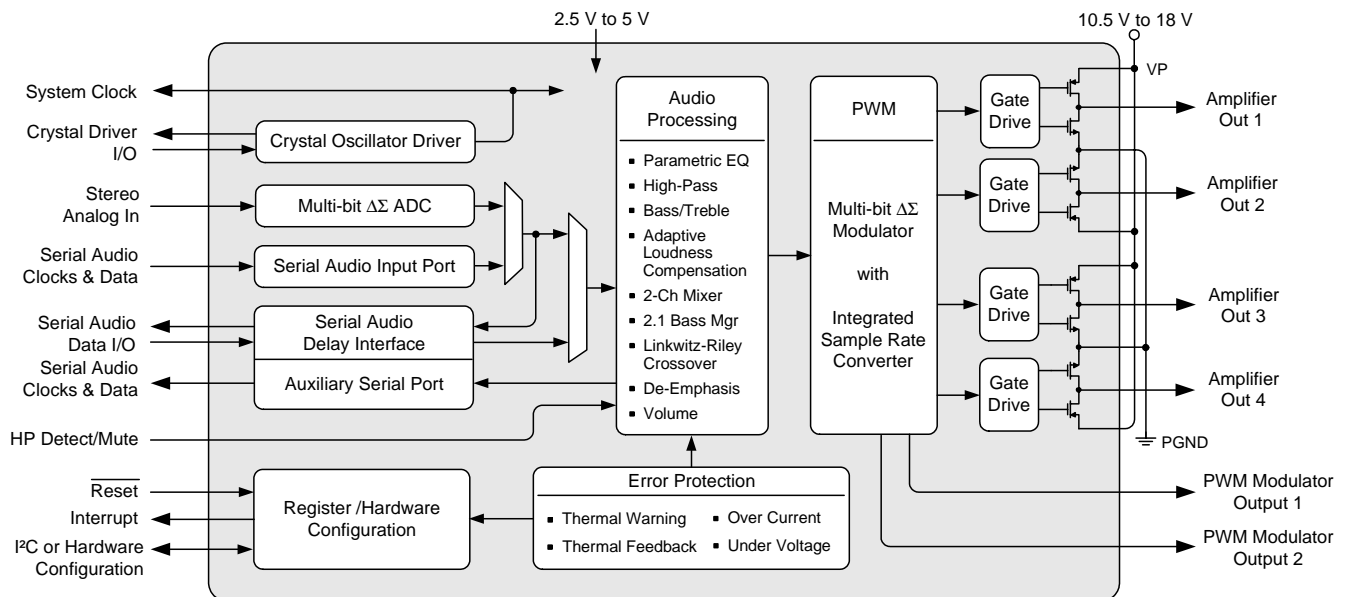 2.5 V to 5 V
10.5 V to 18 V
VP
System Clock
Crystal Driver
I/O
Crystal Oscillator Driver
Stereo
Analog In
Multi-bit ΔΣ ADC
Serial Audio
Clocks & Data
Serial Audio Input Port
Serial Audio
Data I/O
Serial Audio
Delay Interface
Serial Audio
Clocks & Data
Auxiliary Serial Port
HP Detect/Mute
Reset
Interrupt
I²C or Hardware
Configuration
Register /Hardware
Configuration
Audio
Processing
▪ Parametric EQ
▪ High-Pass
▪ Bass/Treble
▪ Adaptive
Loudness
Compensation
▪ 2-Ch Mixer
▪ 2.1 Bass Mgr
▪ Linkwitz-Riley
Crossover
▪ De-Emphasis
▪ Volume
Error Protection
▪ Thermal Warning
▪ Over Current
▪ Thermal Feedback
▪ Under Voltage
PWM
Multi-bit ΔΣ
Modulator
with
Integrated
Sample Rate
Converter
Gate
Drive
Gate
Drive
Gate
Drive
Gate
Drive
Amplifier
Out 1
Amplifier
Out 2
Amplifier
Out 3
Amplifier
Out 4
PGND
PWM Modulator
Output 1
PWM Modulator
Output 2